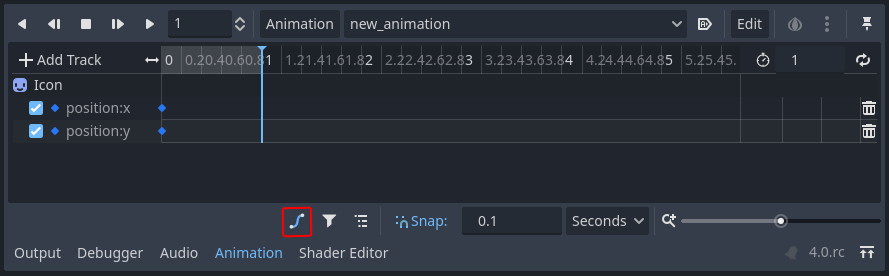 1 Animation new_animation Edit
Add Track 0 0.20.40.60.81 1.21.41.61.82 2.22.42.62.83 3.23.43.63.84 4.24.44.64.85 5.25.45. 1
Icon
position:x
position:y
Snap: 0.1 Seconds
Output Debugger Audio Animation Shader Editor 4.0.rc